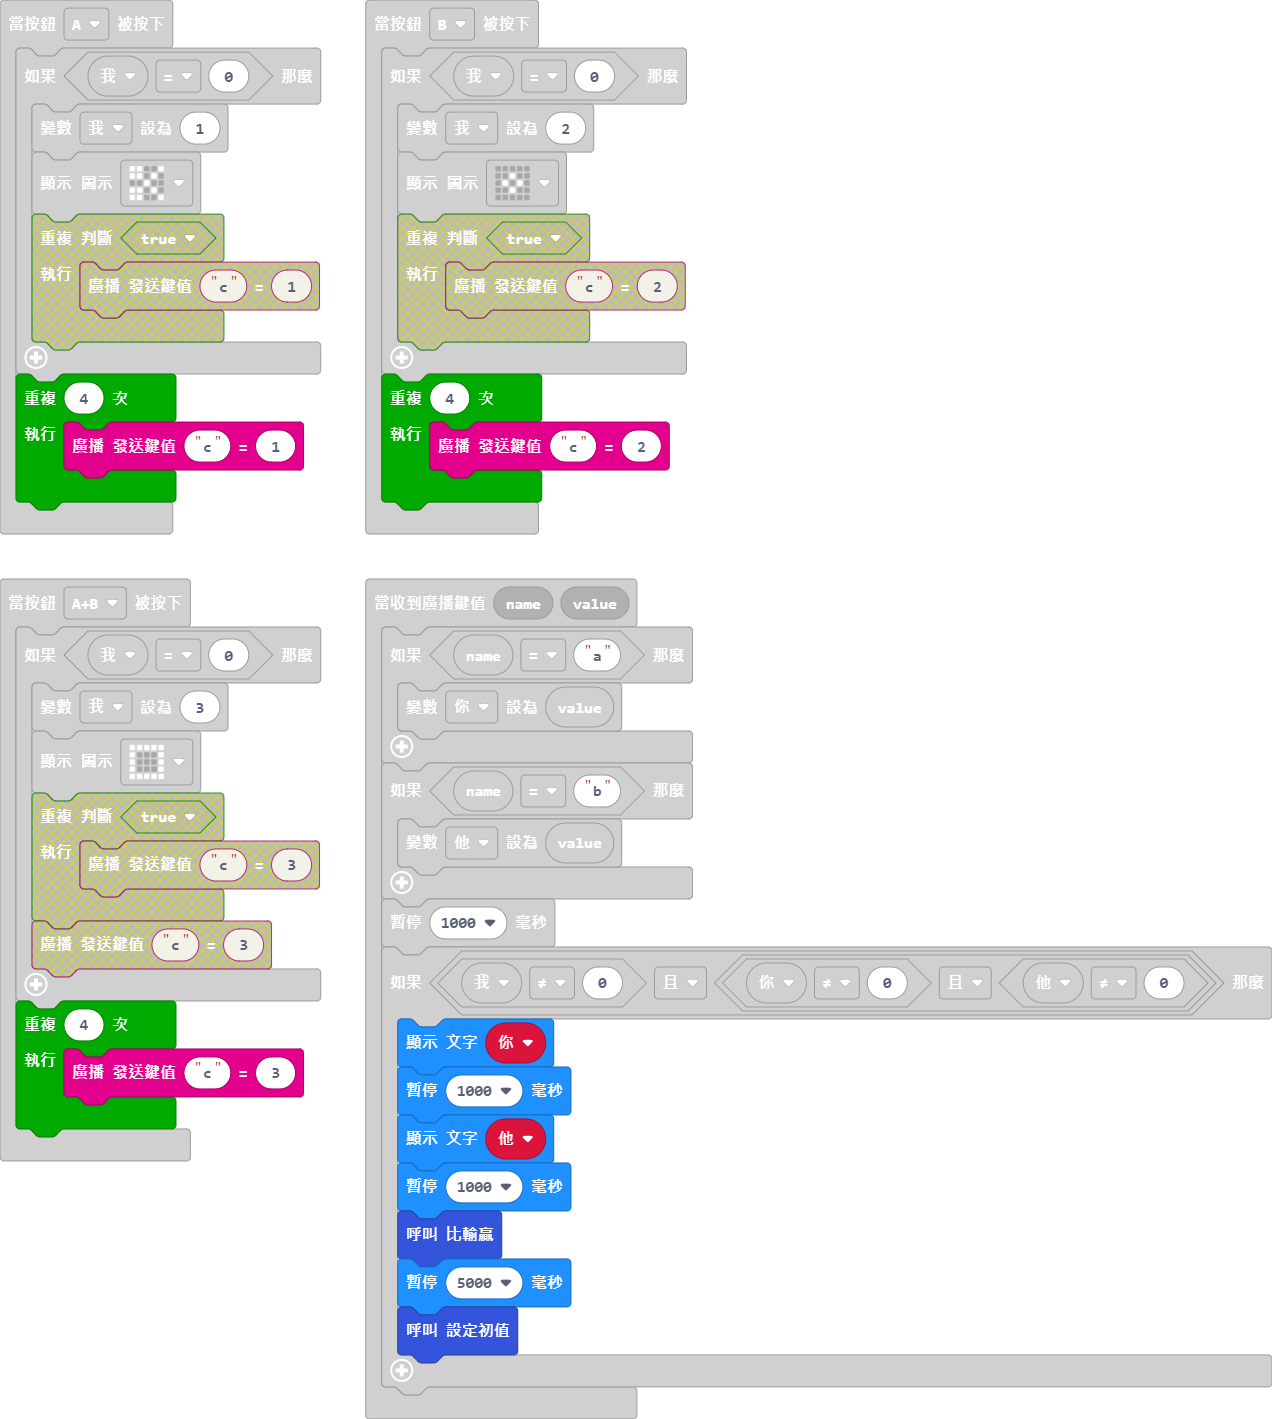 當按鈕 A 被按下
如果 我 = 0 那麼
變數 我 設為 1
顯示 圖示
重複 判斷 true
執行 廣播 發送鍵值 "c" = 1
重複 4 次
執行 廣播 發送鍵值 "c" = 1
當按鈕 B 被按下
如果 我 = 0 那麼
變數 我 設為 2
顯示 圖示
重複 判斷 true
執行 廣播 發送鍵值 "c" = 2
重複 4 次
執行 廣播 發送鍵值 "c" = 2
當按鈕 A+B 被按下
如果 我 = 0 那麼
變數 我 設為 3
顯示 圖示
重複 判斷 true
執行 廣播 發送鍵值 "c" = 3
廣播 發送鍵值 "c" = 3
重複 4 次
執行 廣播 發送鍵值 "c" = 3
當收到廣播鍵值 name value
如果 name = "a" 那麼
變數 你 設為 value
如果 name = "b" 那麼
變數 他 設為 value
暫停 1000 毫秒
如果 我 ≠ 0 且 你 ≠ 0 且 他 ≠ 0 那麼
顯示 文字 你
暫停 1000 毫秒
顯示 文字 他
暫停 1000 毫秒
呼叫 比輸贏
暫停 5000 毫秒
呼叫 設定初值